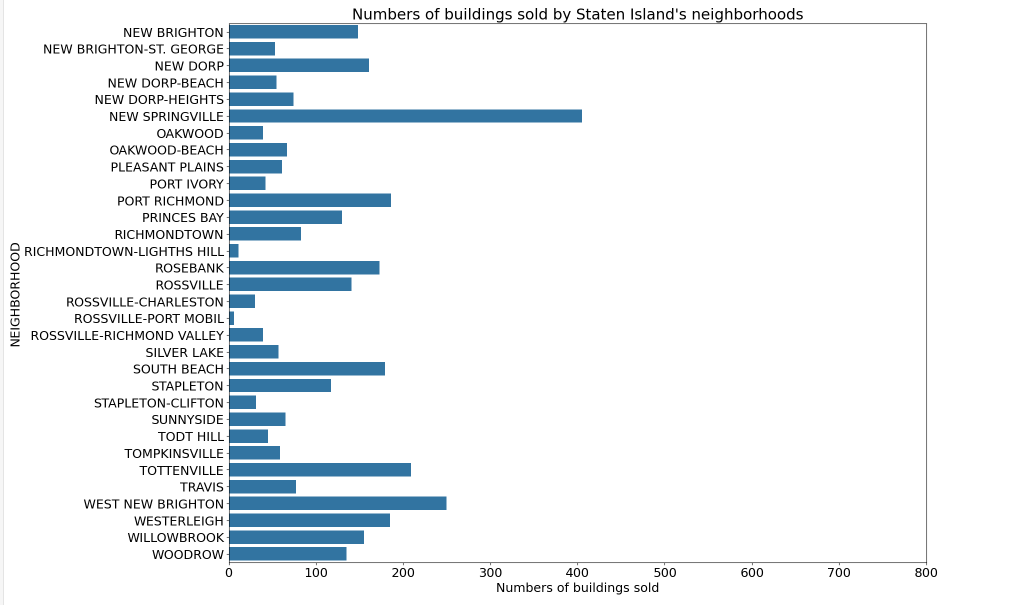 Numbers of buildings sold by Staten Island's neighborhoods
NEW BRIGHTON
NEW BRIGHTON-ST. GEORGE
NEW DORP
NEW DORP-BEACH
NEW DORP-HEIGHTS
NEW SPRINGVILLE
OAKWOOD
OAKWOOD-BEACH
PLEASANT PLAINS
PORT IVORY
PORT RICHMOND
PRINCES BAY
RICHMONDTOWN
RICHMONDTOWN-LIGHTHS HILL
ROSEBANK
ROSSVILLE
ROSSVILLE-CHARLESTON
ROSSVILLE-PORT MOBIL
ROSSVILLE-RICHMOND VALLEY
SILVER LAKE
SOUTH BEACH
STAPLETON
STAPLETON-CLIFTON
SUNNYSIDE
TODT HILL
TOMPKINSVILLE
TOTTENVILLE
TRAVIS
WEST NEW BRIGHTON
WESTERLEIGH
WILLOWBROOK
WOODROW
NEIGHBORHOOD
0 100 200 300 400 500 600 700 800
Numbers of buildings sold